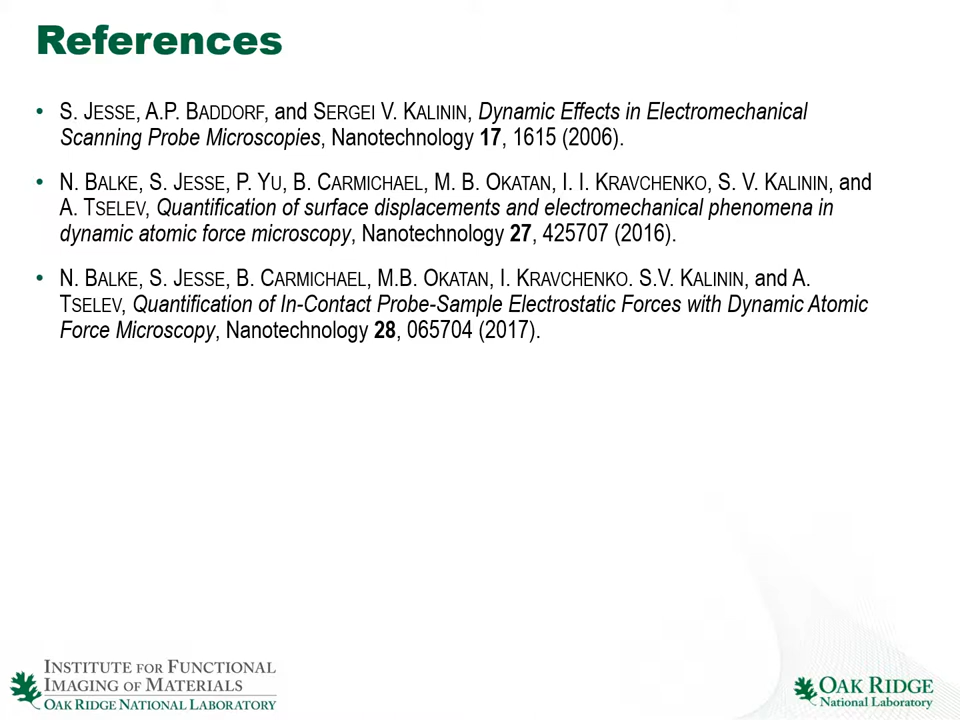 References
• S. JESSE, A.P. BADDORF, and SERGEI V. KALININ, Dynamic Effects in Electromechanical
Scanning Probe Microscopies, Nanotechnology 17, 1615 (2006).
• N. BALKE, S. JESSE, P. YU, B. CARMICHAEL, M. B. OKATAN, I. I. KRAVCHENKO, S. V. KALININ, and
A. TSELEV, Quantification of surface displacements and electromechanical phenomena in
dynamic atomic force microscopy, Nanotechnology 27, 425707 (2016).
• N. BALKE, S. JESSE, B. CARMICHAEL, M.B. OKATAN, I. KRAVCHENKO. S.V. KALININ, and A.
TSELEV, Quantification of In-Contact Probe-Sample Electrostatic Forces with Dynamic Atomic
Force Microscopy, Nanotechnology 28, 065704 (2017).
INSTITUTE FOR FUNCTIONAL
IMAGING OF MATERIALS
OAK RIDGE NATIONAL LABORATORY
OAK RIDGE
National Laboratory